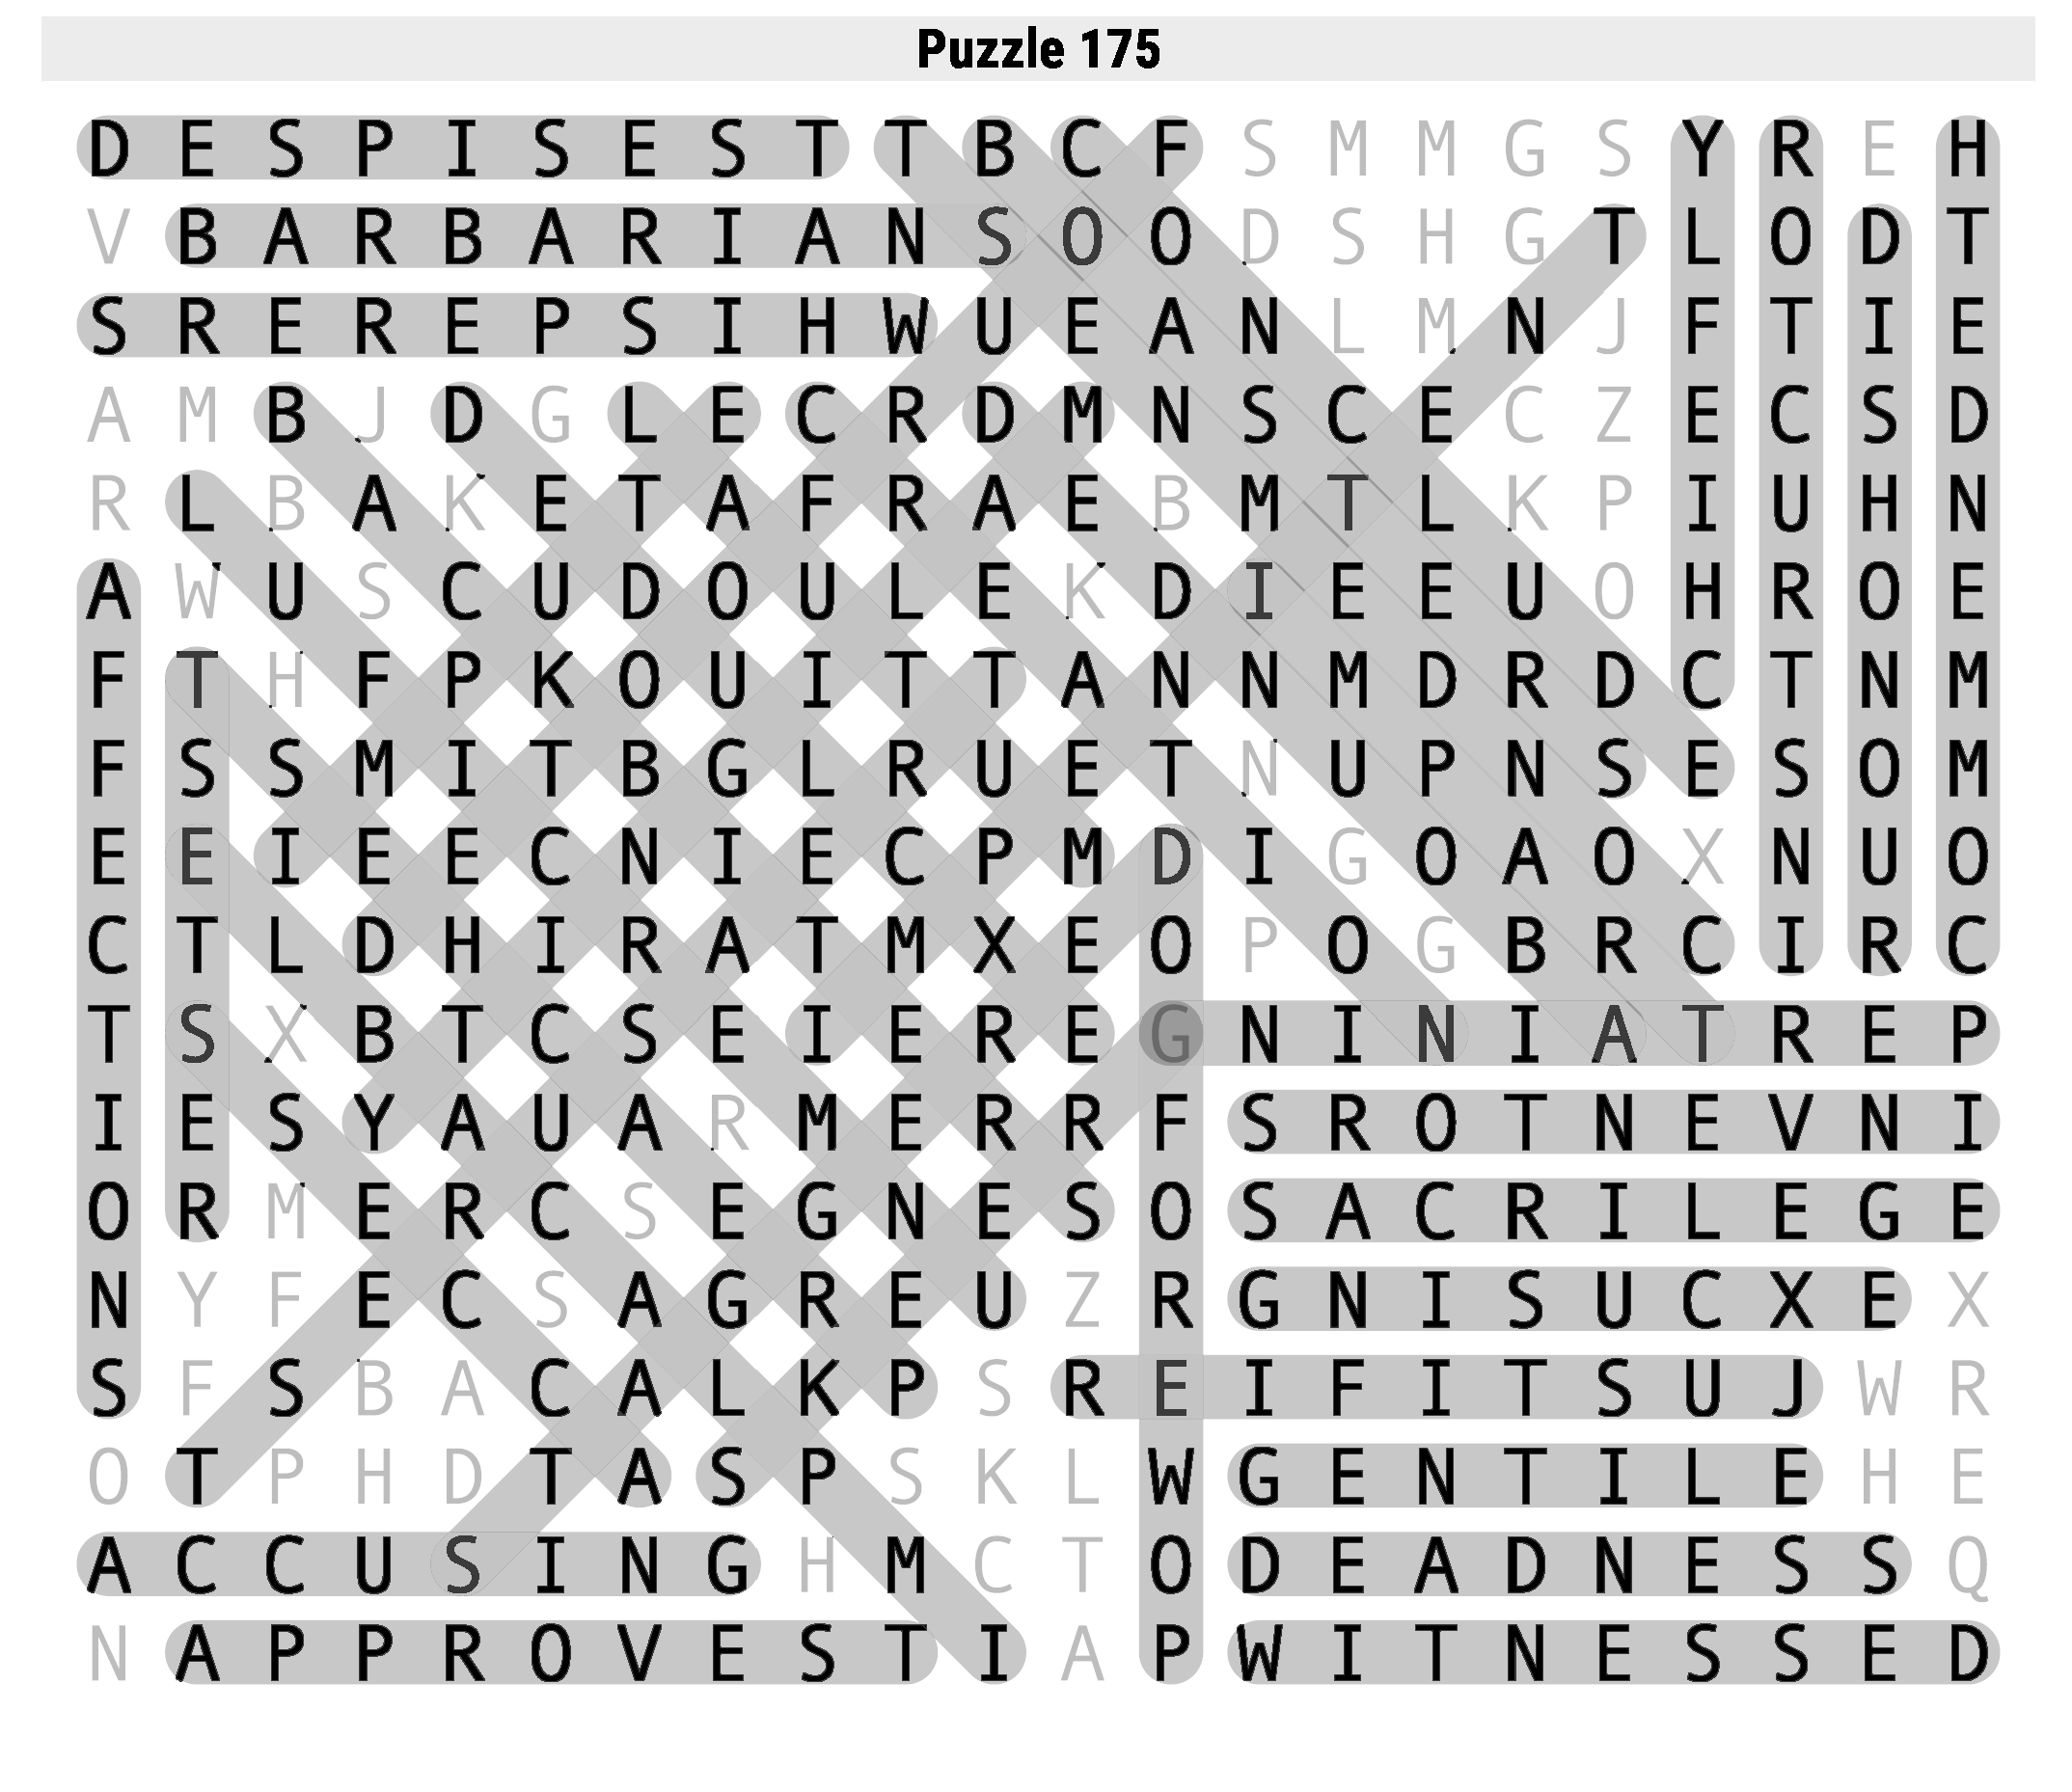 Puzzle 175
D E S P I S E S T T B C F S M M G S Y R E H
V B A R B A R I A N S O O D S H G T L O D T
S R E R E P S I H W U E A N L M N J F T I E
A M B J D G L E C R D M N S C E C Z E C S D
R L B A K E T A F R A E B M T L K P I U H N
A W U S C U D O U L E K D I E E U O H R O E
F T H F P K O U I T T A N N M D R D C T N M
F S S M I T B G L R U E T N U P N S E S O M
E E I E E C N I E C P M D I G O A O X N U O
C T L D H I R A T M X E O P O G B R C I R C
T S X B T C S E I E R E G N I N I A T R E P
I E S Y A U A R M E R R F S R O T N E V N I
O R M E R C S E G N E S O S A C R I L E G E
N Y F E C S A G R E U Z R G N I S U C X E X
S F S B A C A L K P S R E I F I T S U J W R
O T P H D T A S P S K L W G E N T I L E H E
A C C U S I N G H M C T O D E A D N E S S Q
N A P P R O V E S T I A P W I T N E S S E D